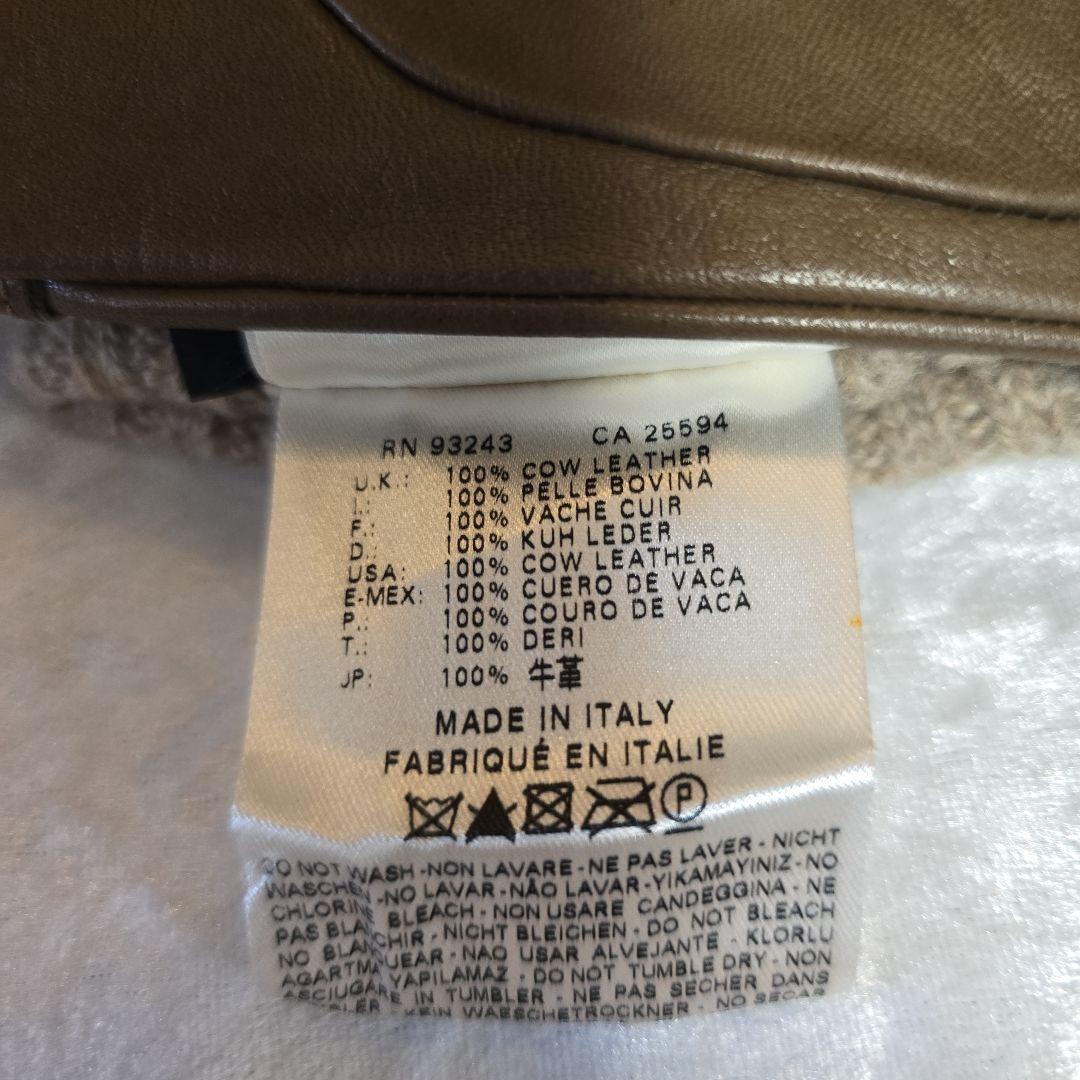 RN 93243 CA 25594
U.K.: 100% COW LEATHER
I.: 100% PELLE BOVINA
F.: 100% VACHE CUIR
D.: 100% KUH LEDER
USA: 100% COW LEATHER
E-MEX: 100% CUERO DE VACA
P.: 100% COURO DE VACA
T.: 100% DERI
JP: 100% 牛革
MADE IN ITALY
FABRIQUÉ EN ITALIE
P
DO NOT WASH - NON LAVARE - NE PAS LAVER - NICHT
WASCHEN - NO LAVAR - NÃO LAVAR - YIKAMAYINIZ - NO
CHLORINE BLEACH - NON USARE CANDEGGINA - NE
PAS BLANCHIR - NICHT BLEICHEN - DO NOT BLEACH
NO BLANQUEAR - NAO USAR ALVEJANTE - KLORLU
AGARTMA YAPILAMAZ - DO NOT TUMBLE DRY - NON
ASCIUGARE IN TUMBLER - NE PAS SECHER DANS
KEIN WAESCHETROCKNER - NO SECAR